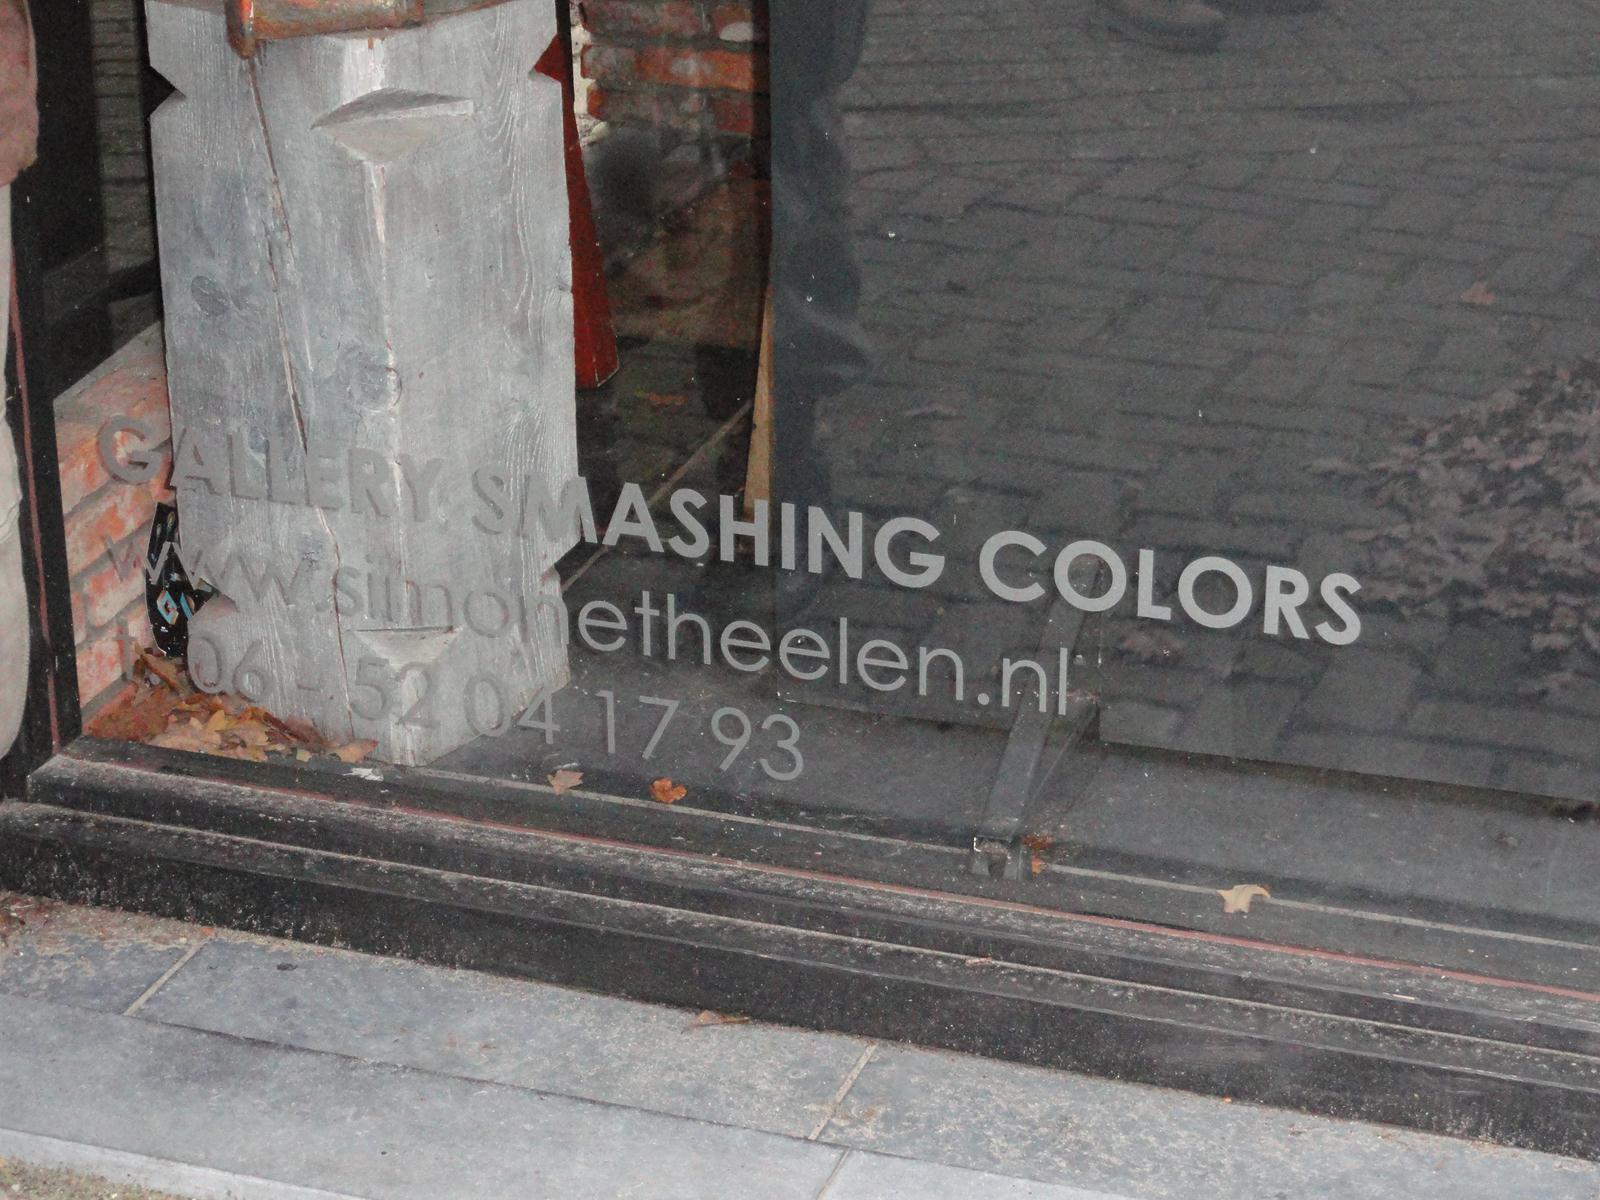 GALLERY SMASHING COLORS
www.simonetheelen.nl
t. 06 - 52 04 17 93